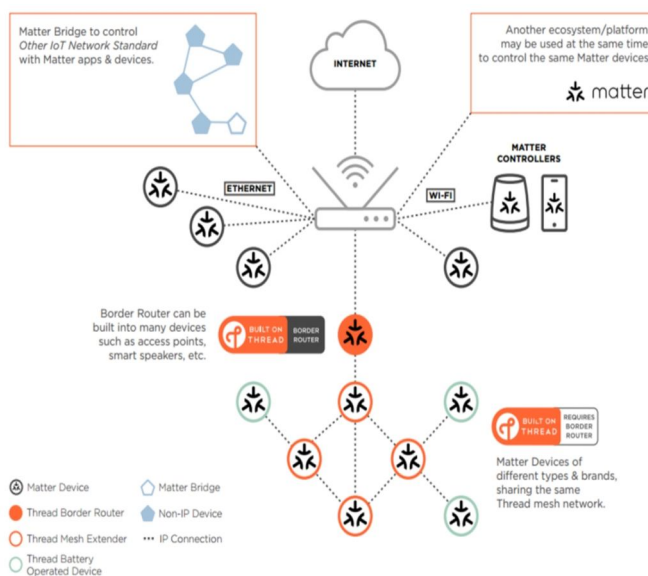 Matter Bridge to control
Other IoT Network Standard
with Matter apps & devices.
INTERNET
Another ecosystem/platform
may be used at the same time
to control the same Matter devices
matter
MATTER
CONTROLLERS
ETHERNET
WI-FI
Border Router can be
built into many devices
such as access points,
smart speakers, etc.
BUILT ON
THREAD
BORDER
ROUTER
BUILT ON
THREAD
REQUIRES
BORDER
ROUTER
Matter Devices of
different types & brands,
sharing the same
Thread mesh network.
Matter Device
Matter Bridge
Thread Border Router
Non-IP Device
Thread Mesh Extender
IP Connection
Thread Battery
Operated Device